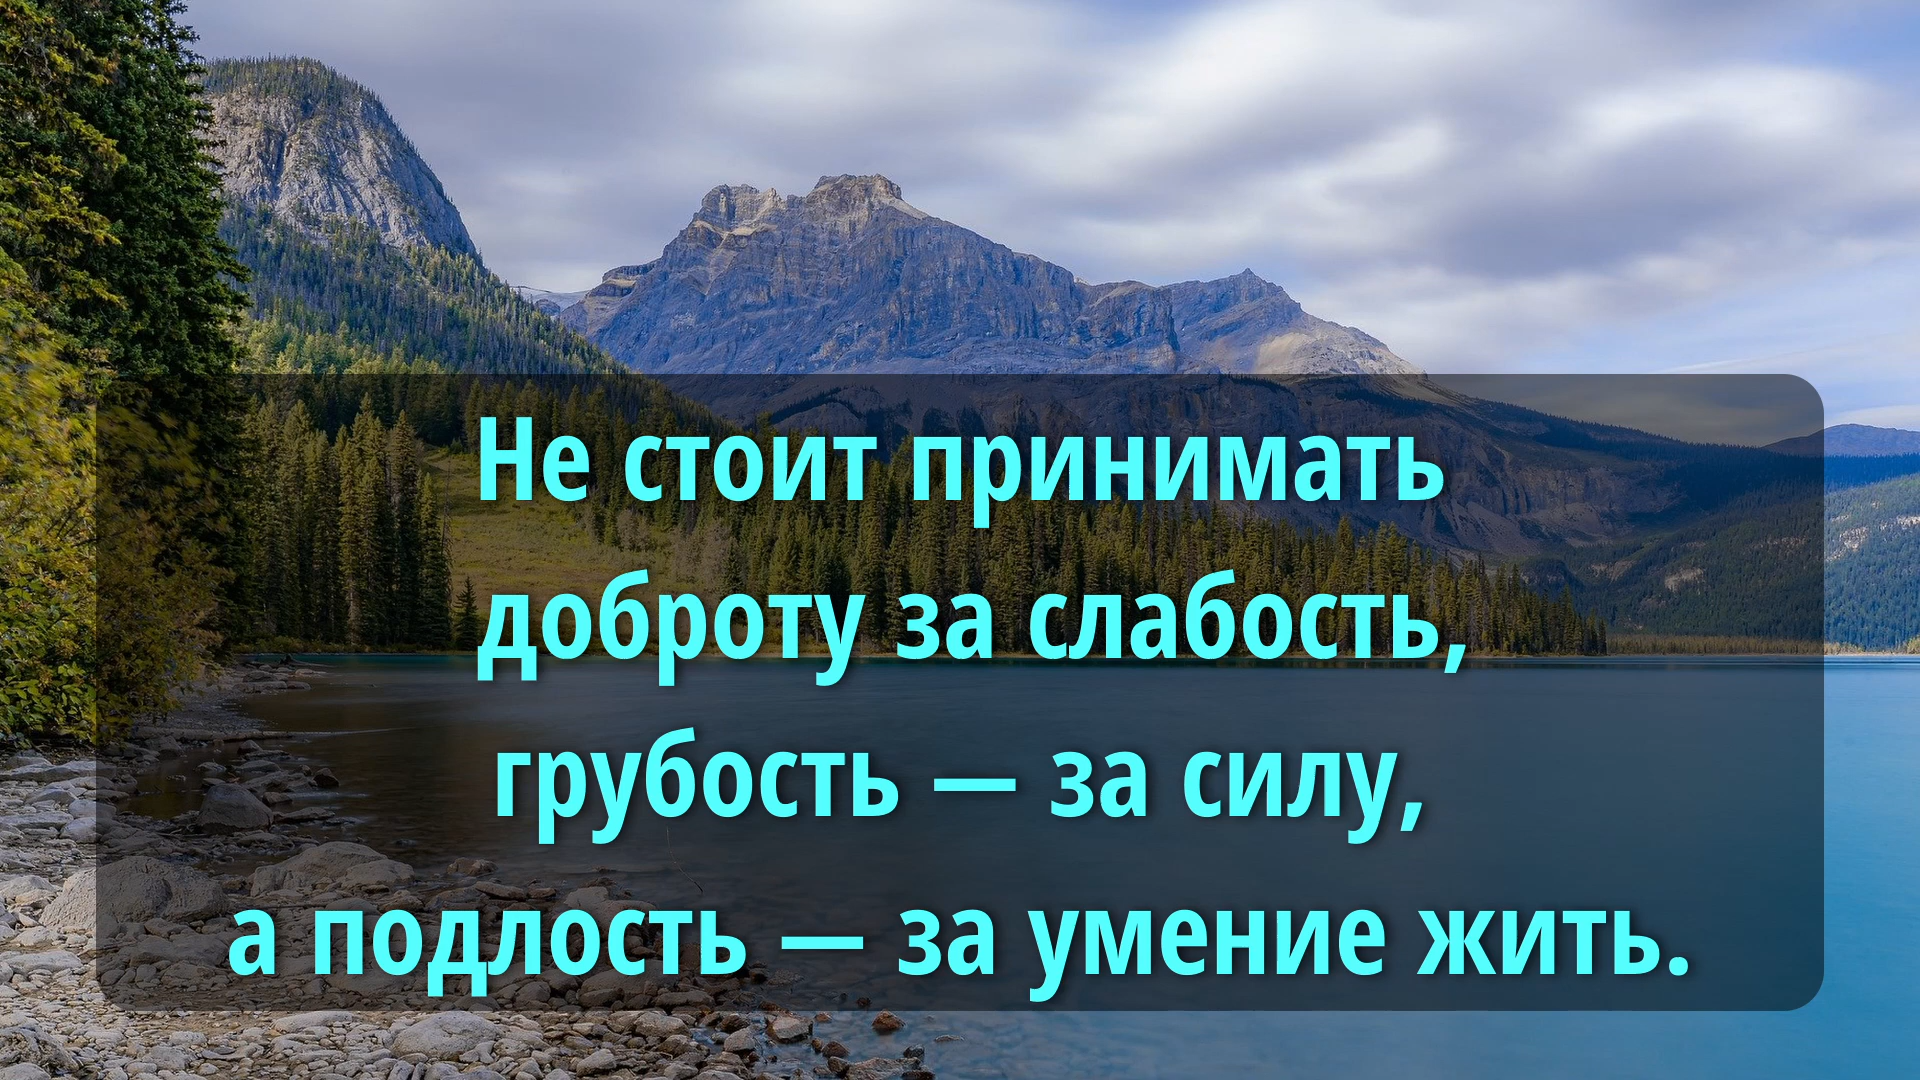 Не стоит принимать
доброту за слабость,
грубость — за силу,
а подлость — за умение жить.